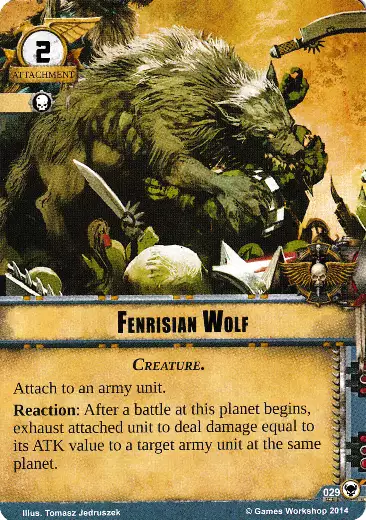 2
ATTACHMENT
FENRISIAN WOLF
CREATURE.
Attach to an army unit.
Reaction: After a battle at this planet begins,
exhaust attached unit to deal damage equal to
its ATK value to a target army unit at the same
planet.
029
Illus. Tomasz Jedruszek
© Games Workshop 2014